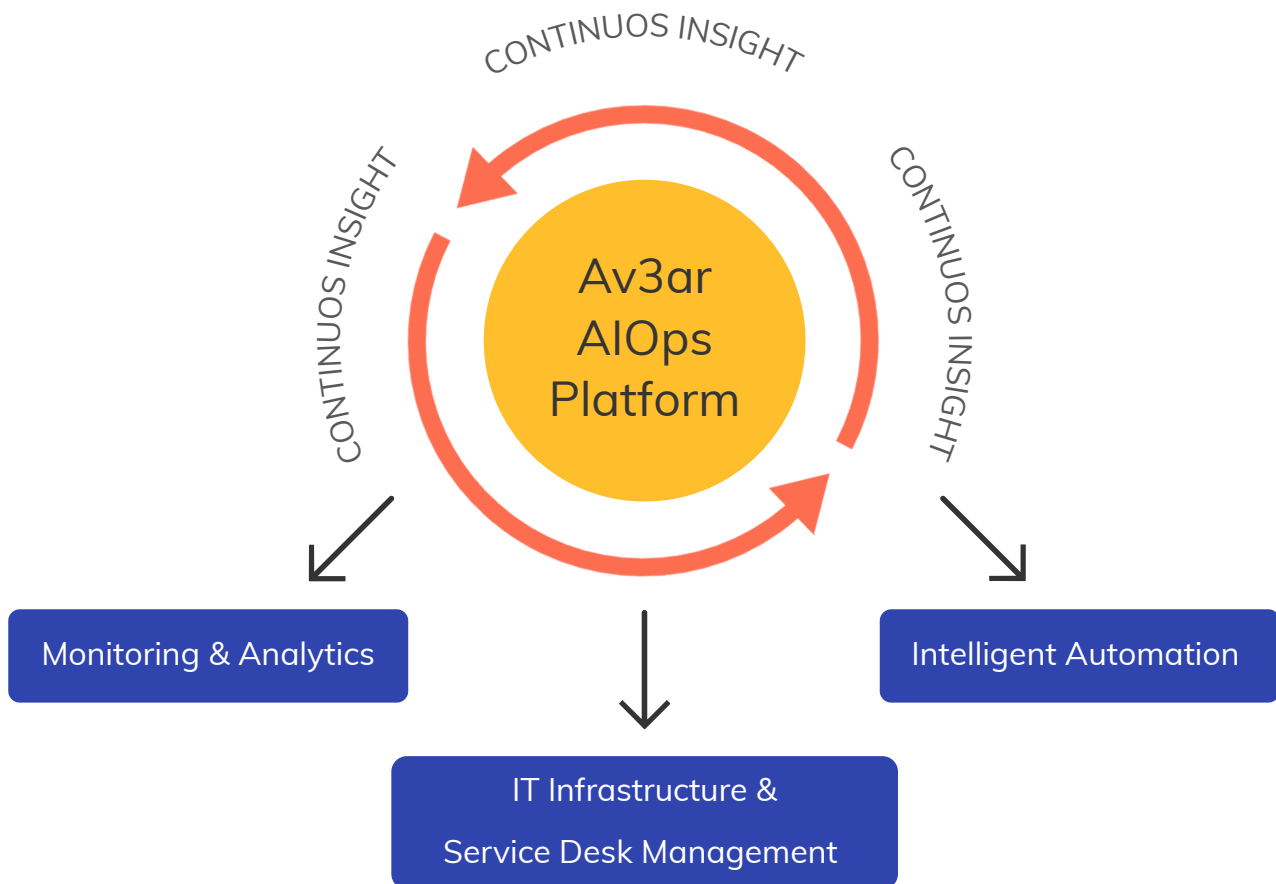 CONTINUOS INSIGHT
CONTINUOS INSIGHT
CONTINUOS INSIGHT
Av3ar
AIOps
Platform
Monitoring & Analytics
Intelligent Automation
IT Infrastructure &
Service Desk Management